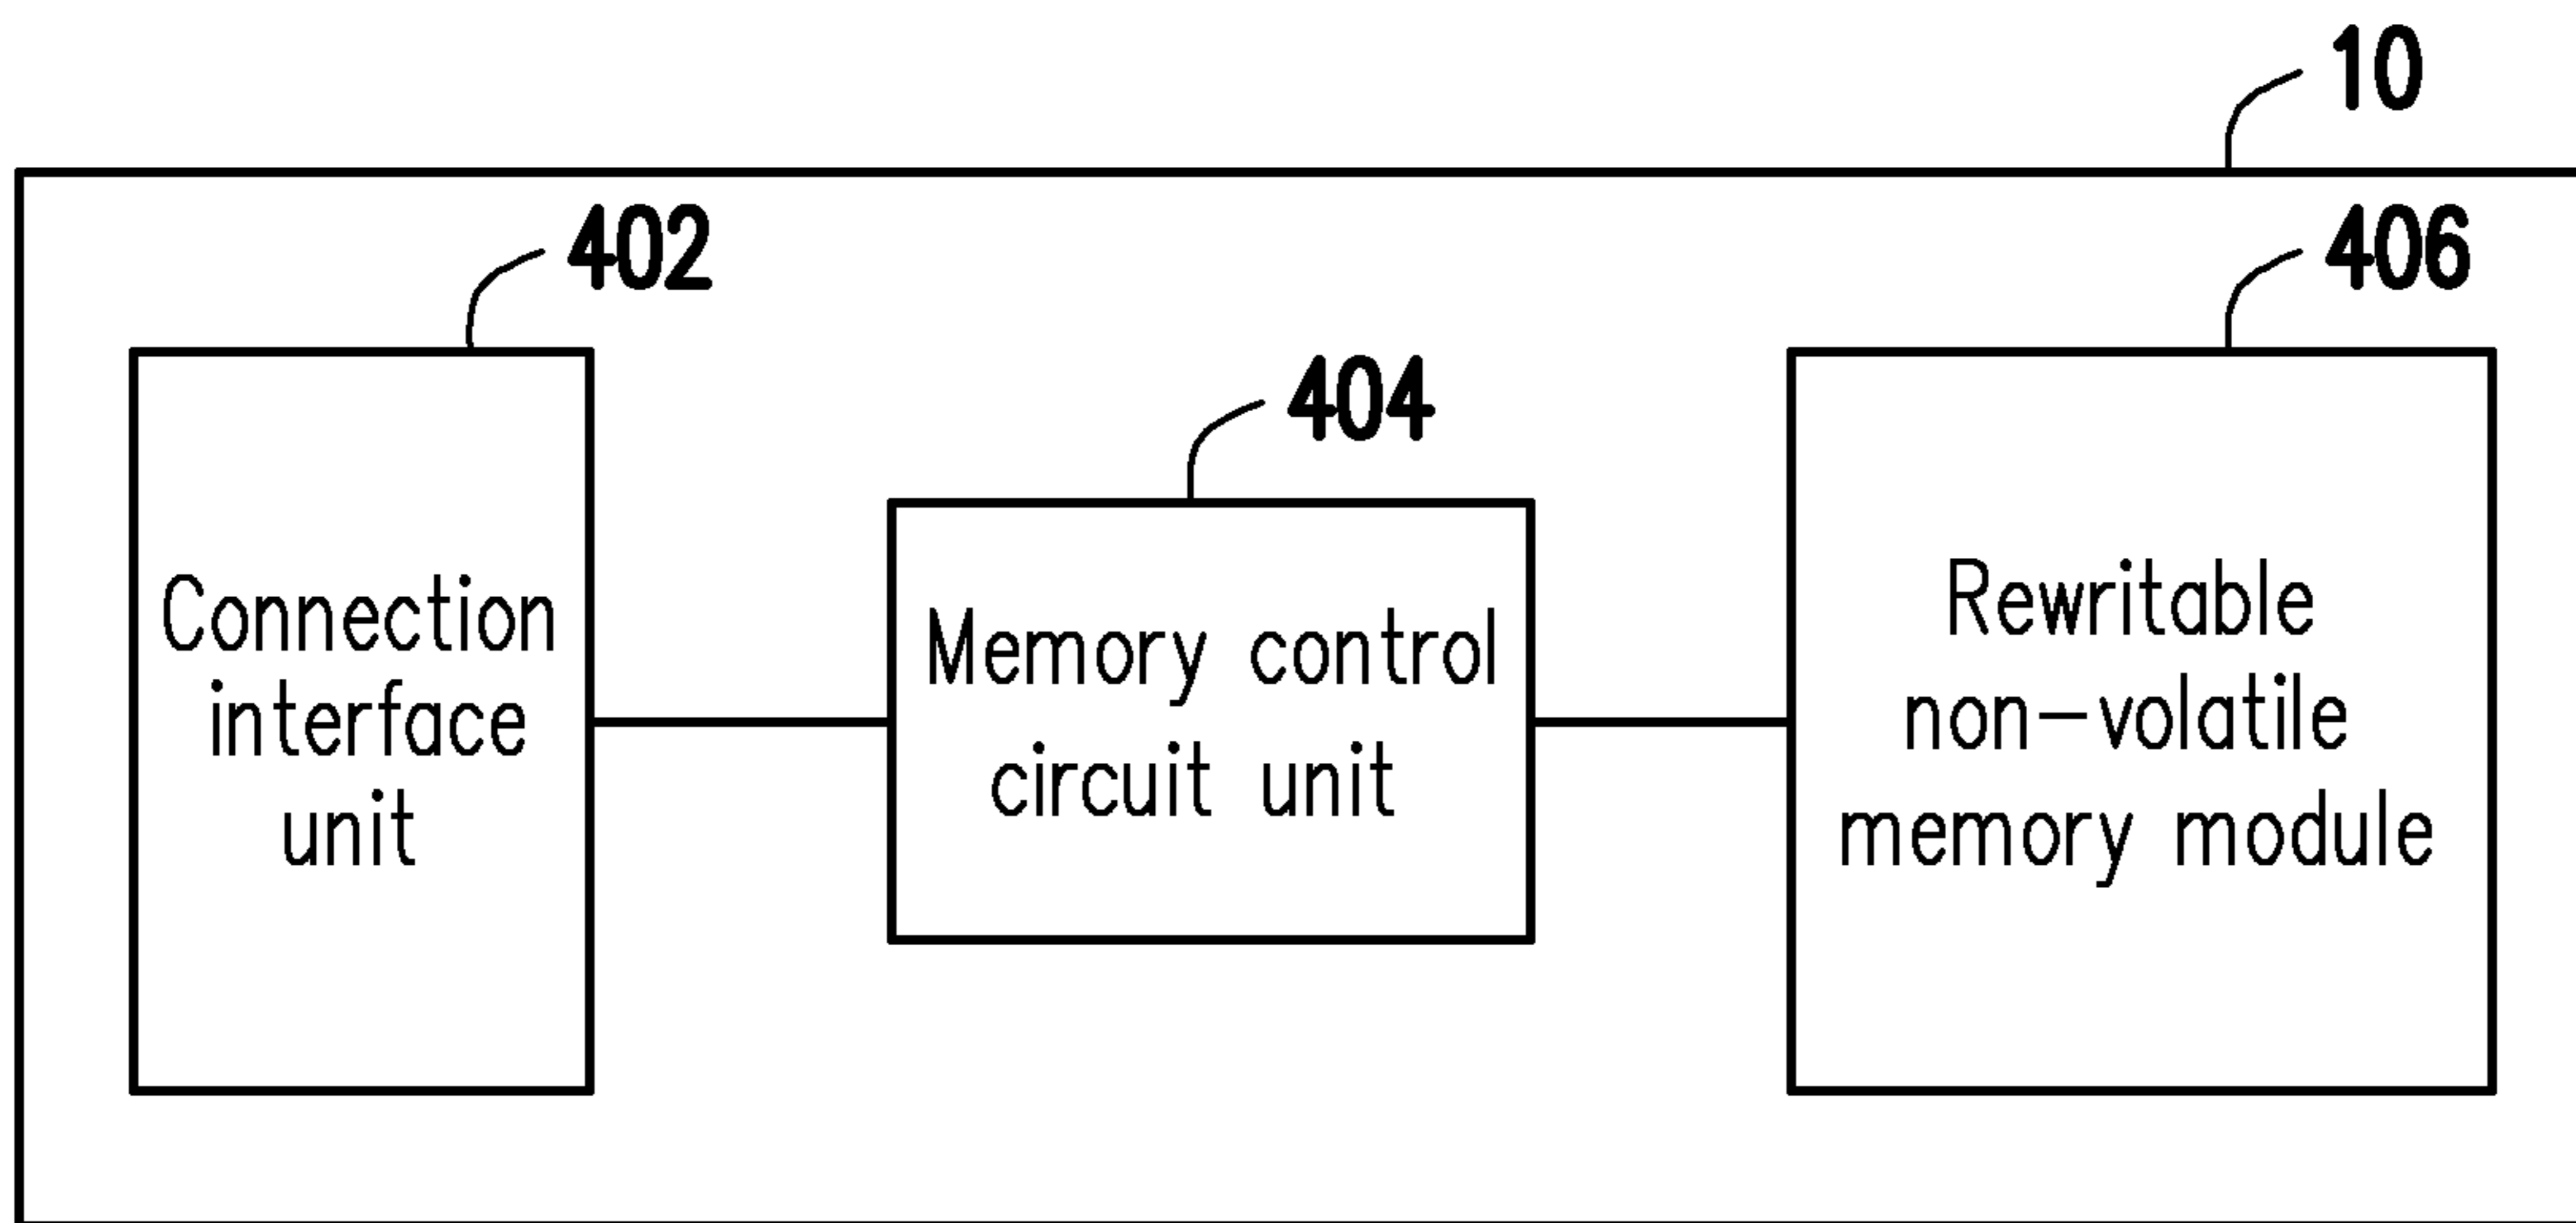 10
402
406
404
Connection
interface
unit
Memory control
circuit unit
Rewritable
non-volatile
memory module